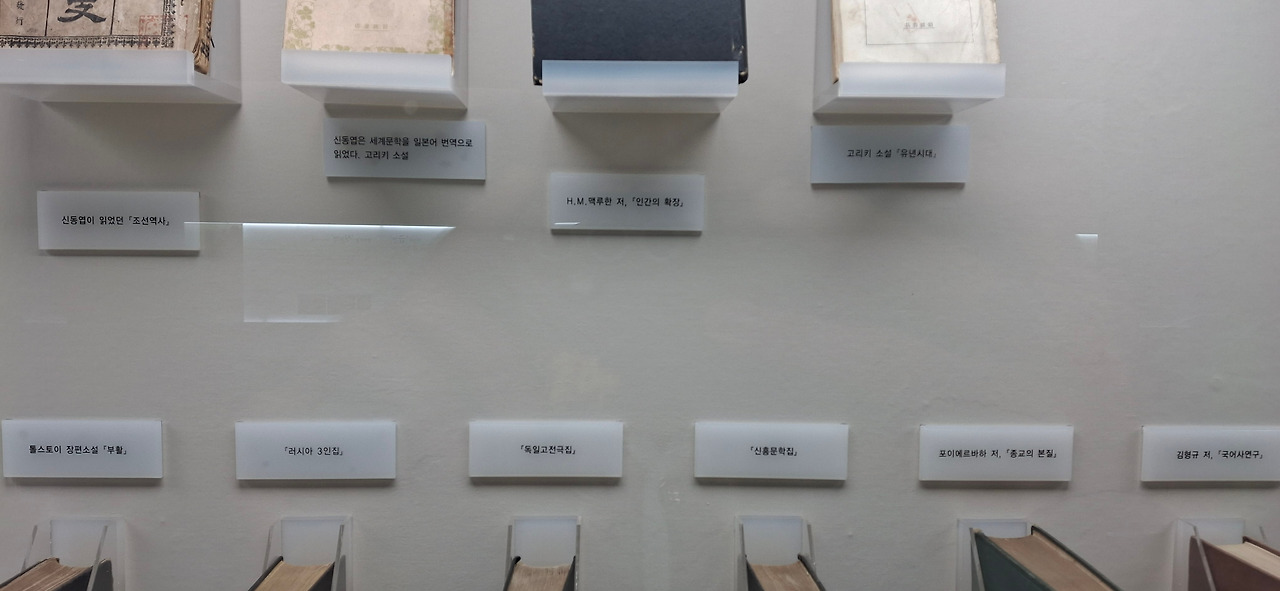 史
신동엽은 세계문학을 일본어 번역으로
읽었다. 고리키 소설
고리키 소설 「유년시대」
H.M.맥루한 저, 「인간의 확장」
신동엽이 읽었던 「조선역사」
톨스토이 장편소설 「부활」
「러시아 3인집」
「독일고전극집」
「신흥문학집」
포이에르바하 저, 「종교의 본질」
김형규 저, 「국어사연구」